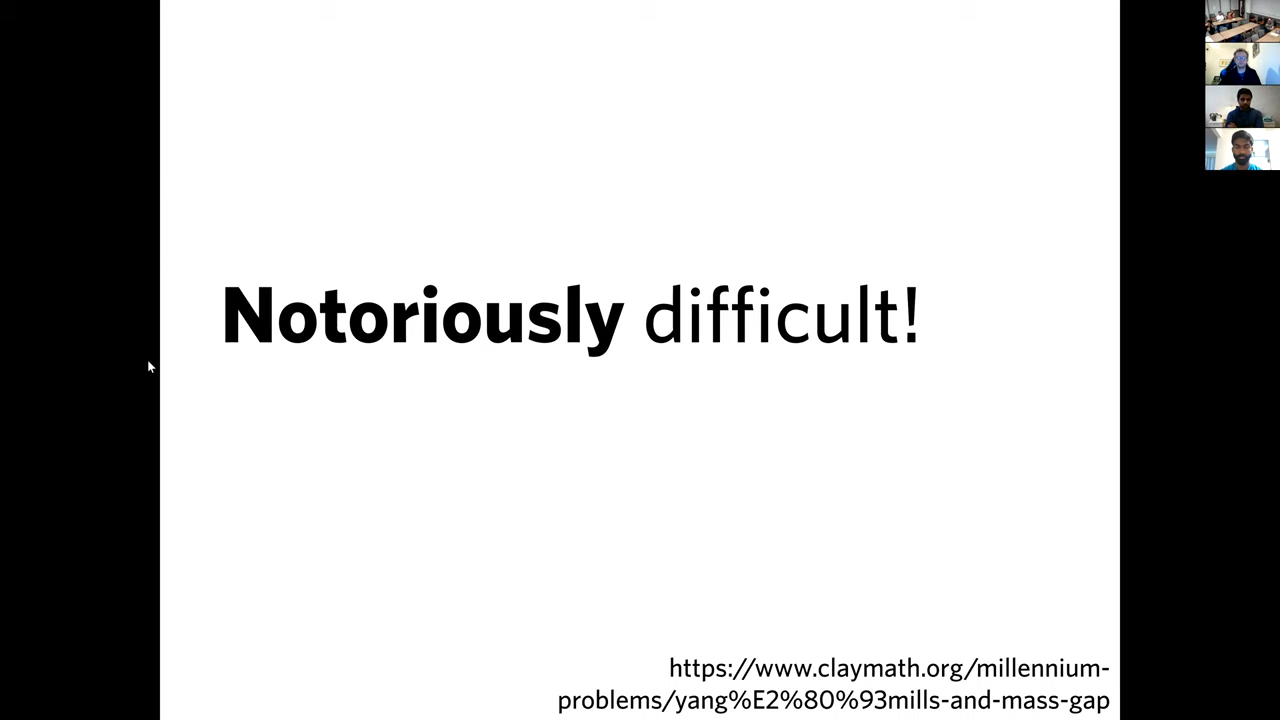 Notoriously difficult!
https://www.claymath.org/millennium-
problems/yang%E2%80%93mills-and-mass-gap